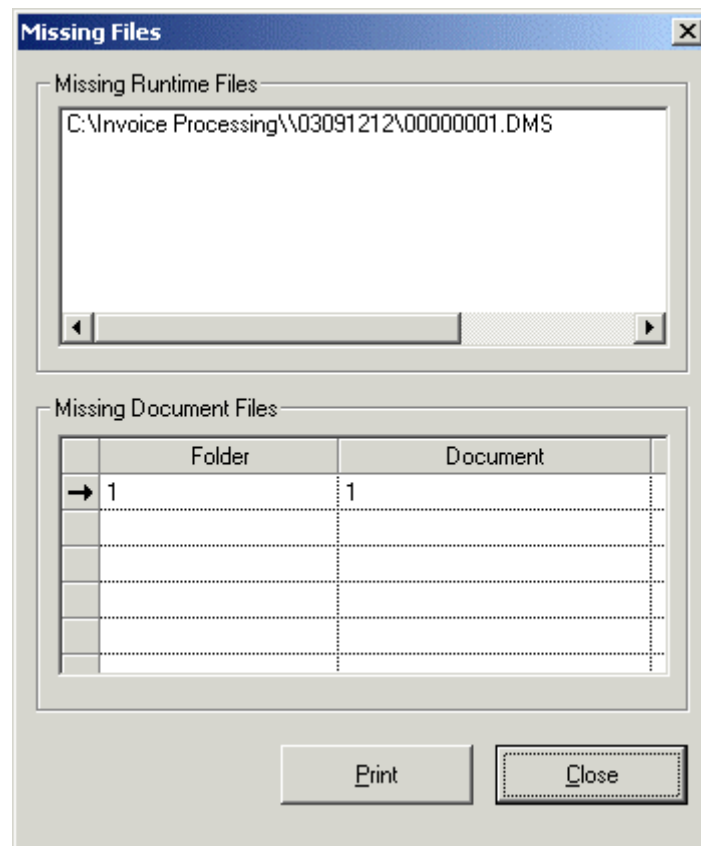 Missing Files
Missing Runtime Files
C:\Invoice Processing\\03091212\00000001.DMS
Missing Document Files
Folder Document
1 1
Print Close